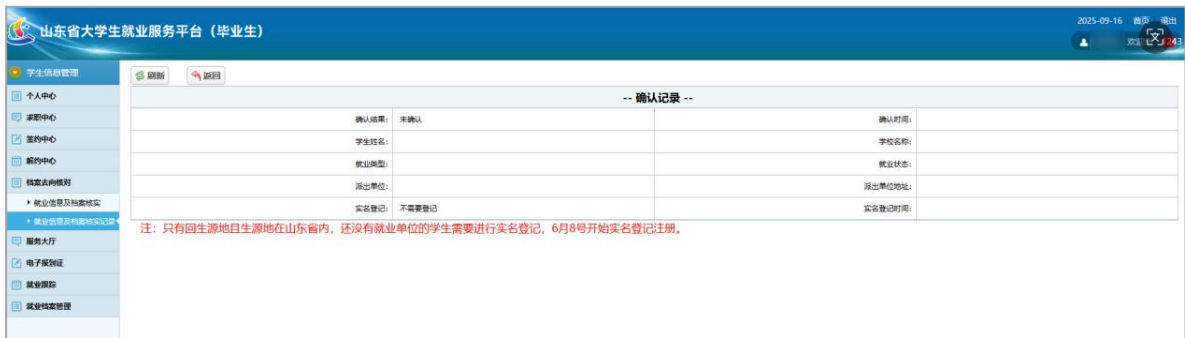 山东省大学生就业服务平台（毕业生）
2025-09-16 首页 退出
学生信息管理
刷新 返回
个人中心
-- 确认记录 --
求职中心
确认结果: 未确认 确认时间:
签约中心
学生姓名: 学校名称:
解约中心
就业类型: 就业状态:
档案去向核对
派出单位: 派出单位地址:
就业信息及档案核实
实名登记: 不需要登记 实名登记时间:
就业信息及档案核实记录
注：只有回生源地且生源地在山东省内，还没有就业单位的学生需要进行实名登记，6月8号开始实名登记注册。
服务大厅
电子报到证
就业跟踪
就业档案管理